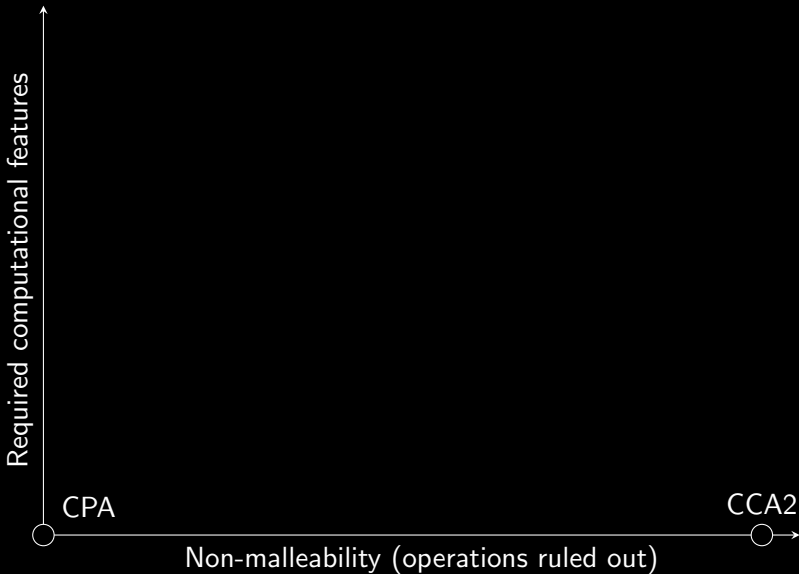 Required computational features
CPA
CCA2
Non-malleability (operations ruled out)